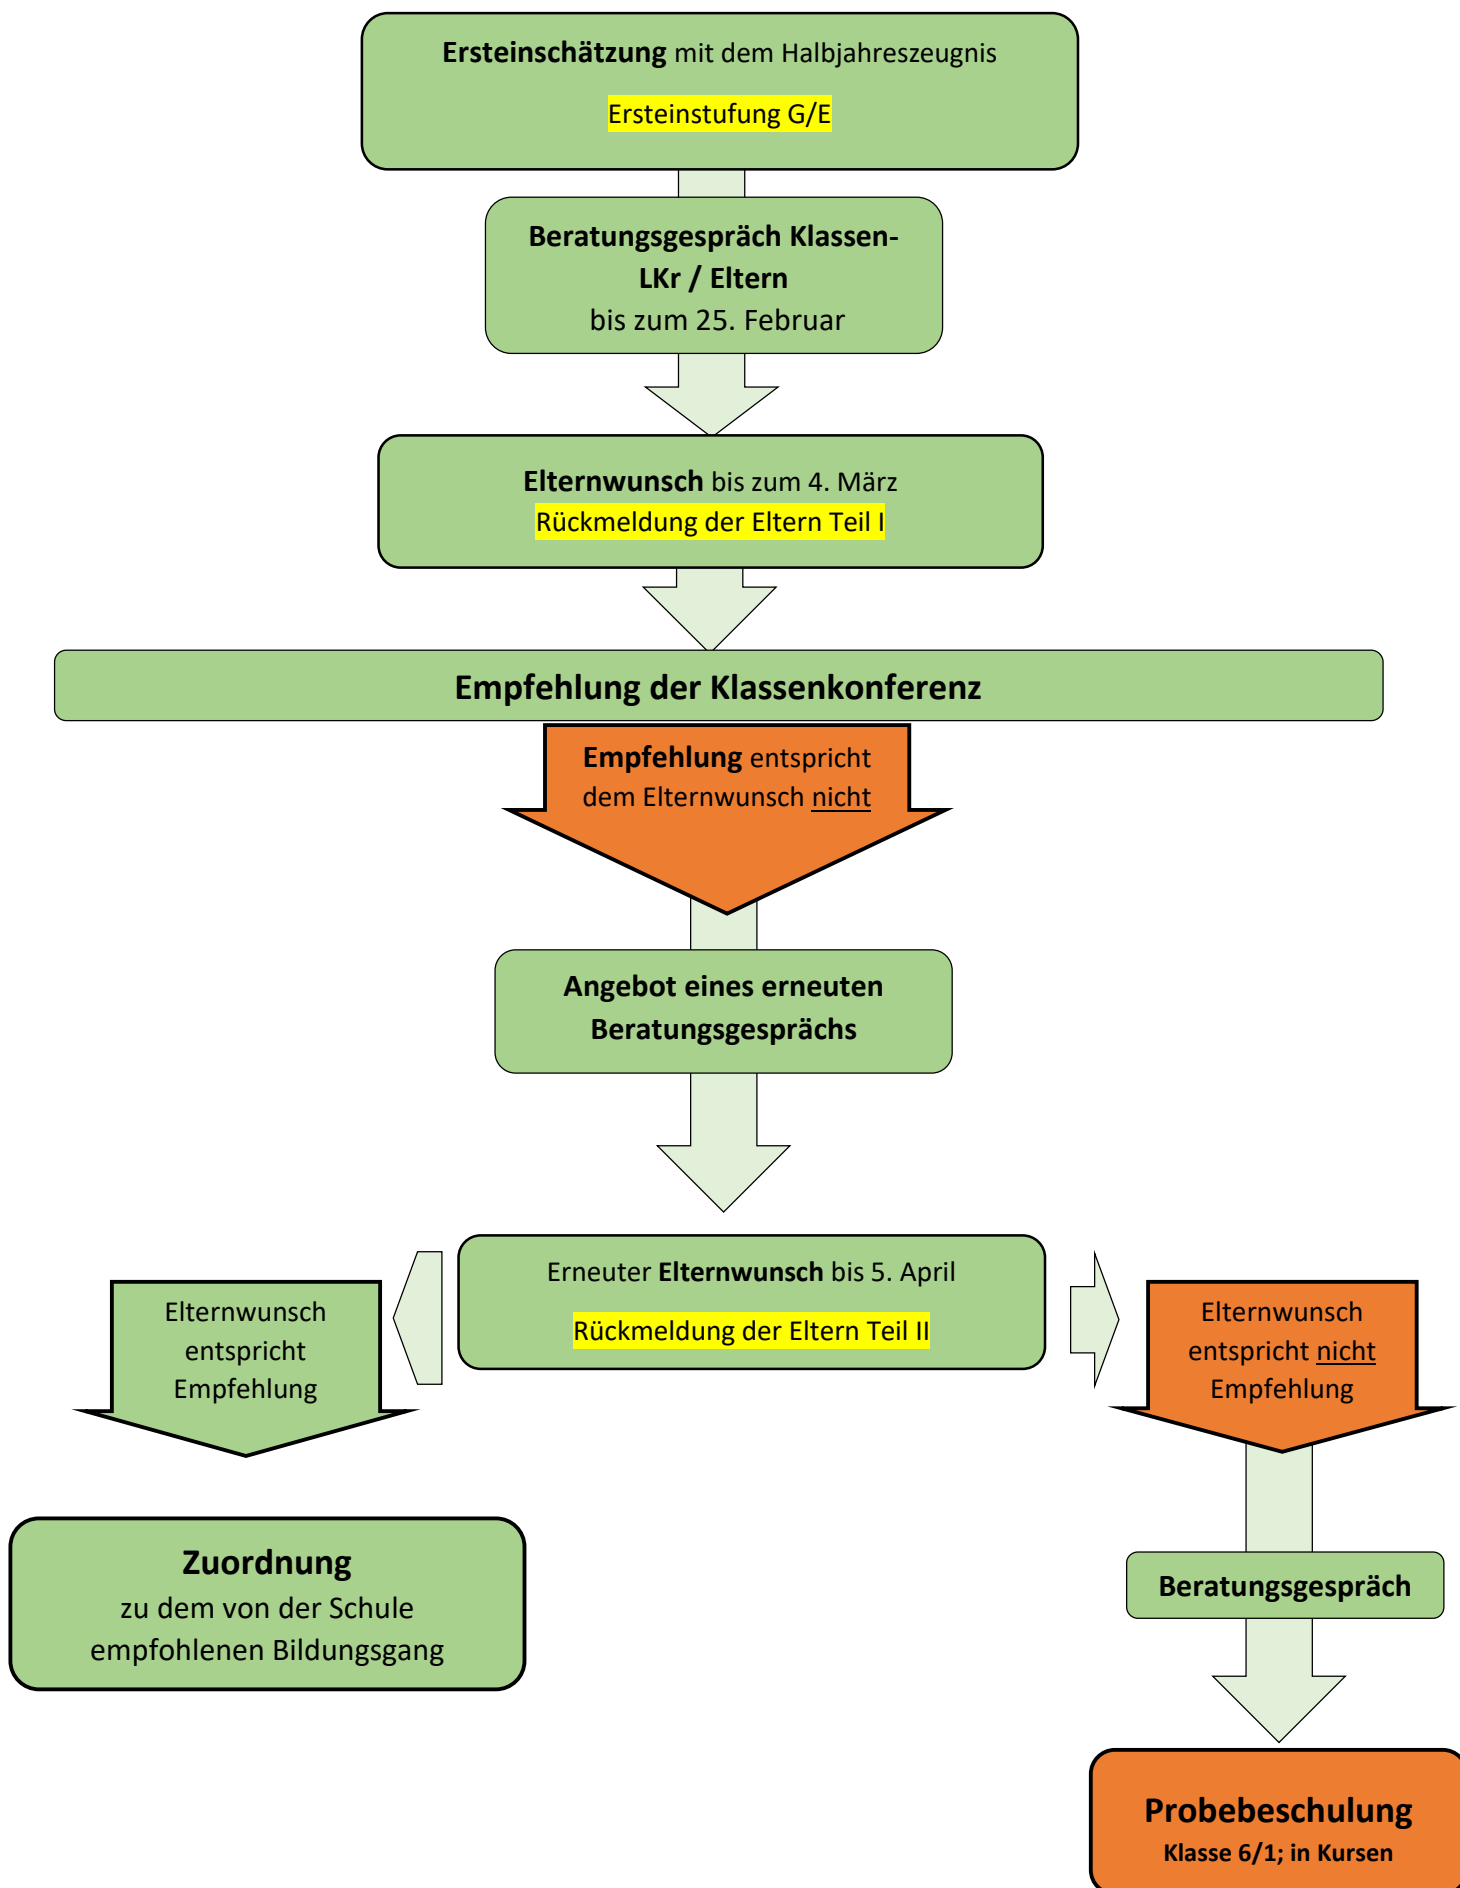 Ersteinschätzung mit dem Halbjahreszeugnis
Ersteinstufung G/E
Beratungsgespräch Klassen-
LKr / Eltern
bis zum 25. Februar
Elternwunsch bis zum 4. März
Rückmeldung der Eltern Teil I
Empfehlung der Klassenkonferenz
Empfehlung entspricht
dem Elternwunsch nicht
Angebot eines erneuten
Beratungsgesprächs
Erneuter Elternwunsch bis 5. April
Rückmeldung der Eltern Teil II
Elternwunsch
entspricht
Empfehlung
Elternwunsch
entspricht nicht
Empfehlung
Zuordnung
zu dem von der Schule
empfohlenen Bildungsgang
Beratungsgespräch
Probebeschulung
Klasse 6/1; in Kursen